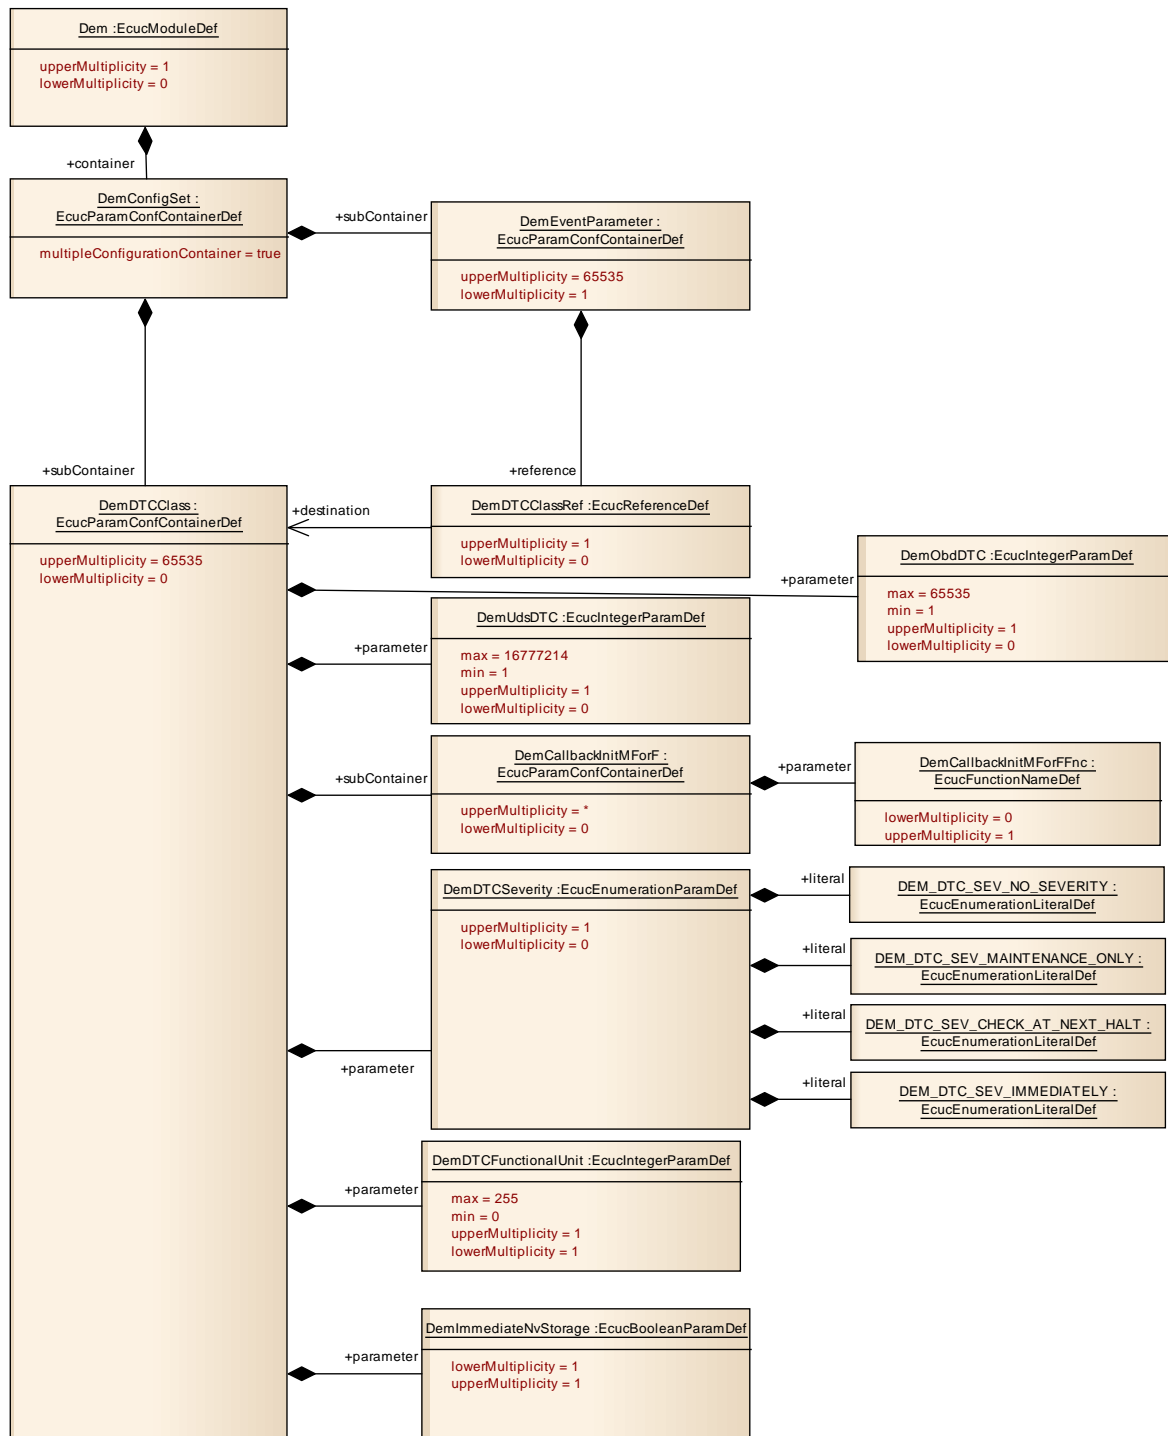 Dem :EcucModuleDef
upperMultiplicity = 1
lowerMultiplicity = 0
+container
DemConfigSet :
EcucParamConfContainerDef
multipleConfigurationContainer = true
+subContainer
DemEventParameter :
EcucParamConfContainerDef
upperMultiplicity = 65535
lowerMultiplicity = 1
+subContainer
+reference
DemDTCClass :
EcucParamConfContainerDef
upperMultiplicity = 65535
lowerMultiplicity = 0
+destination
DemDTCClassRef :EcucReferenceDef
upperMultiplicity = 1
lowerMultiplicity = 0
+parameter
DemObdDTC :EcucIntegerParamDef
max = 65535
min = 1
upperMultiplicity = 1
lowerMultiplicity = 0
+parameter
DemUdsDTC :EcucIntegerParamDef
max = 16777214
min = 1
upperMultiplicity = 1
lowerMultiplicity = 0
+subContainer
DemCallbackInitMForF :
EcucParamConfContainerDef
upperMultiplicity = *
lowerMultiplicity = 0
+parameter
DemCallbackInitMForFFnc :
EcucFunctionNameDef
lowerMultiplicity = 0
upperMultiplicity = 1
+parameter
DemDTCSeverity :EcucEnumerationParamDef
upperMultiplicity = 1
lowerMultiplicity = 0
+literal
DEM_DTC_SEV_NO_SEVERITY :
EcucEnumerationLiteralDef
+literal
DEM_DTC_SEV_MAINTENANCE_ONLY :
EcucEnumerationLiteralDef
+literal
DEM_DTC_SEV_CHECK_AT_NEXT_HALT :
EcucEnumerationLiteralDef
+literal
DEM_DTC_SEV_IMMEDIATELY :
EcucEnumerationLiteralDef
+parameter
DemDTCFunctionalUnit :EcucIntegerParamDef
max = 255
min = 0
upperMultiplicity = 1
lowerMultiplicity = 1
+parameter
DemImmediateNvStorage :EcucBooleanParamDef
lowerMultiplicity = 1
upperMultiplicity = 1